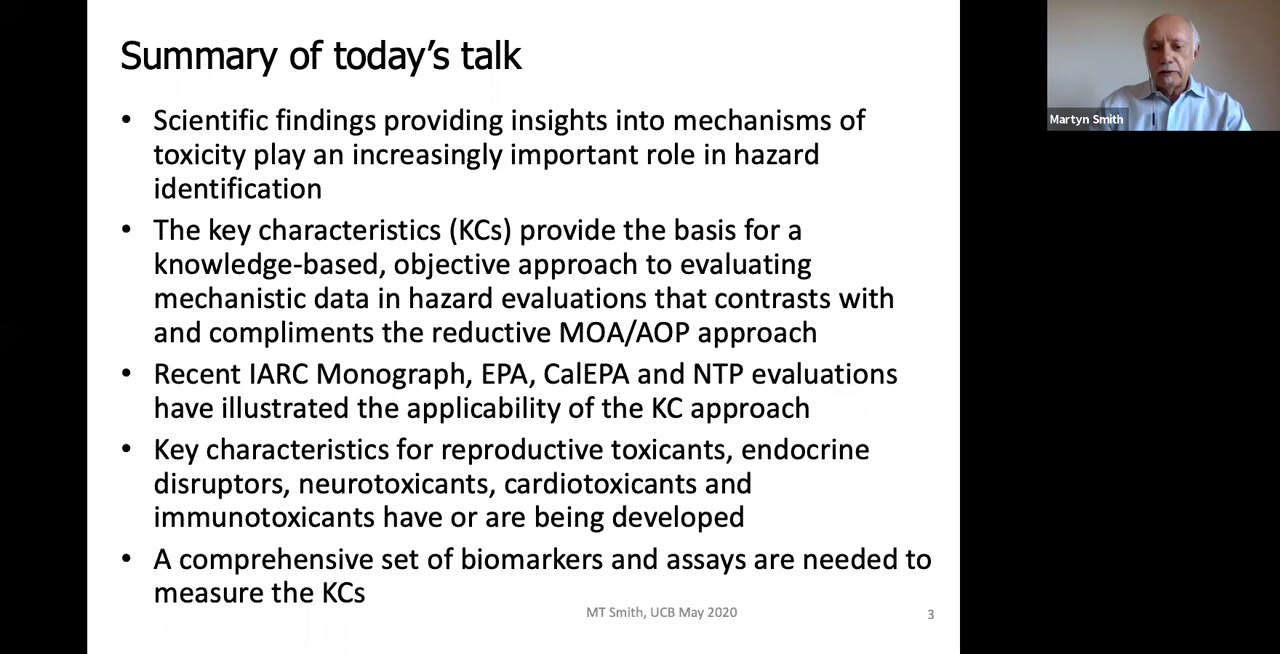 Summary of today's talk
• Scientific findings providing insights into mechanisms of
toxicity play an increasingly important role in hazard
identification
• The key characteristics (KCs) provide the basis for a
knowledge-based, objective approach to evaluating
mechanistic data in hazard evaluations that contrasts with
and compliments the reductive MOA/AOP approach
• Recent IARC Monograph, EPA, CalEPA and NTP evaluations
have illustrated the applicability of the KC approach
• Key characteristics for reproductive toxicants, endocrine
disruptors, neurotoxicants, cardiotoxicants and
immunotoxicants have or are being developed
• A comprehensive set of biomarkers and assays are needed to
measure the KCs
MT Smith, UCB May 2020
3
Martyn Smith